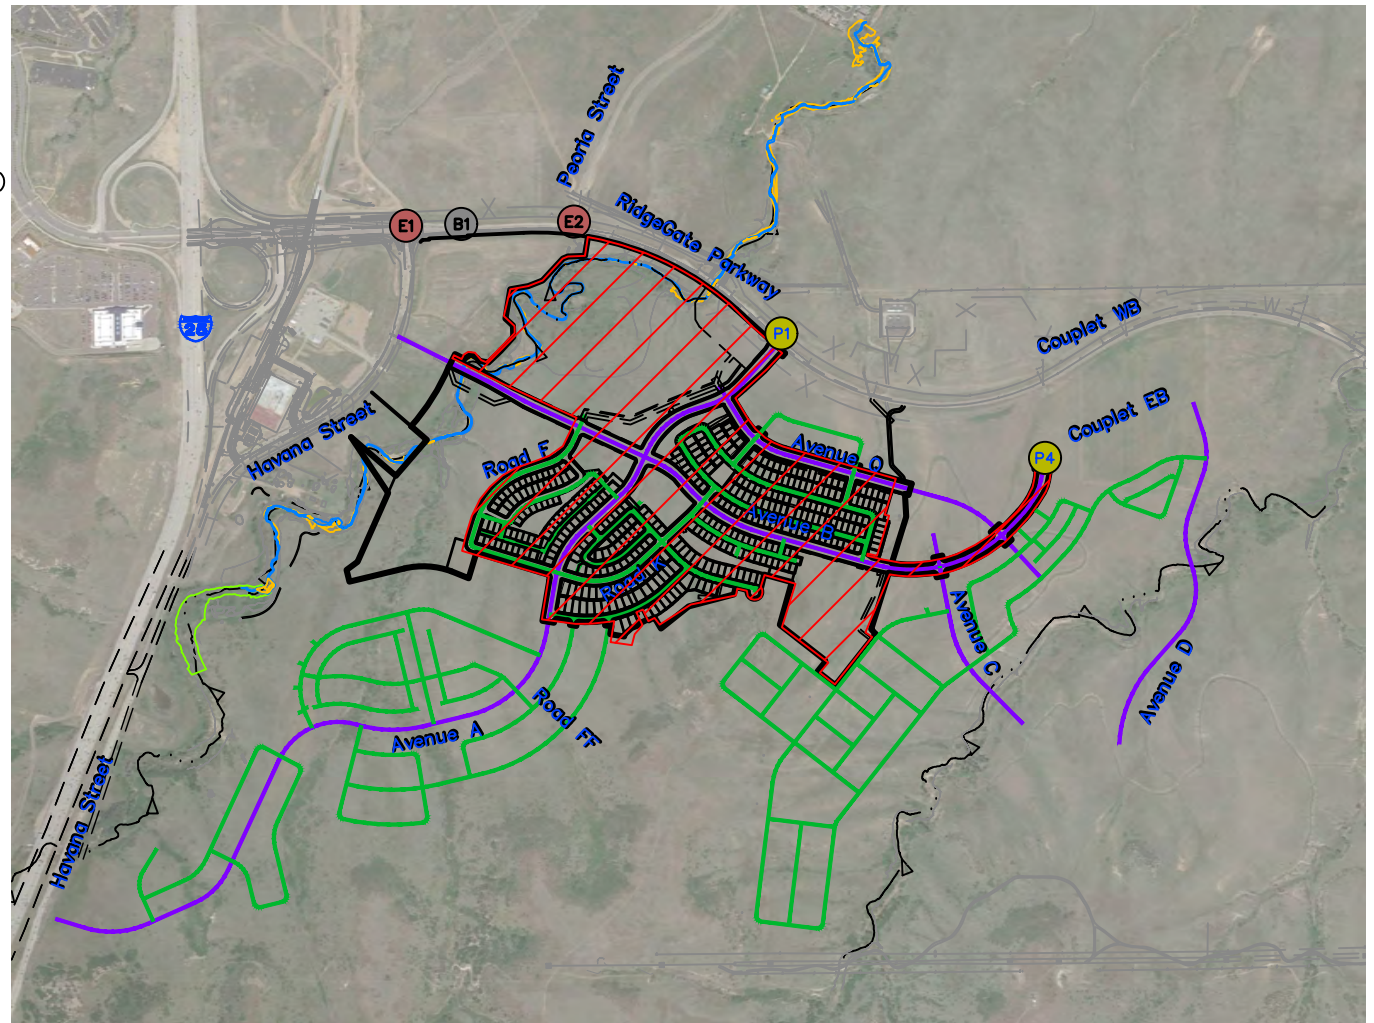 Peoria Street
RidgeGate Parkway
E1
B1
E2
P1
Couplet WB
Couplet EB
Havana Street
Road F
Avenue O
P4
Avenue B
Road K
Avenue C
Avenue D
Road FF
Avenue A
Havana Street